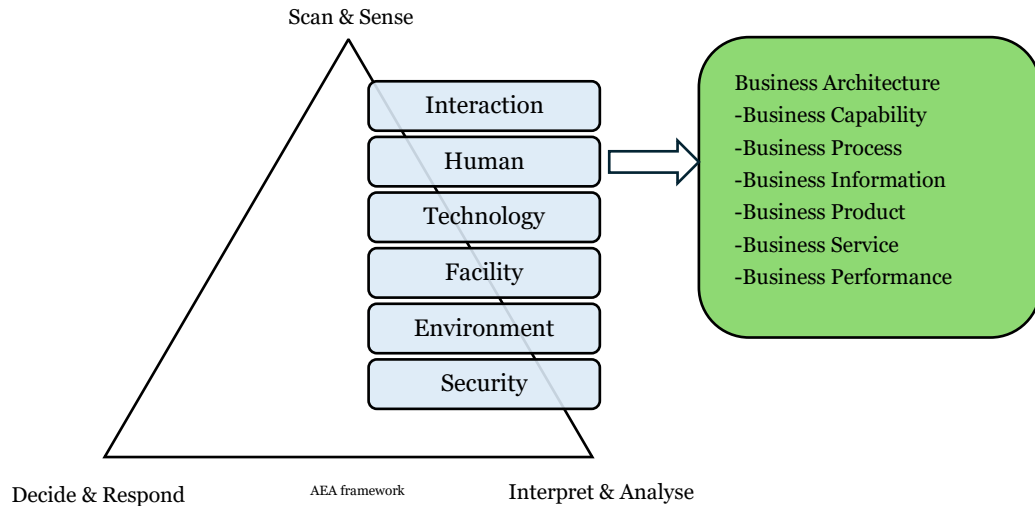 Scan & Sense
Interaction
Human
Technology
Facility
Environment
Security
Business Architecture
-Business Capability
-Business Process
-Business Information
-Business Product
-Business Service
-Business Performance
Decide & Respond
AEA framework
Interpret & Analyse